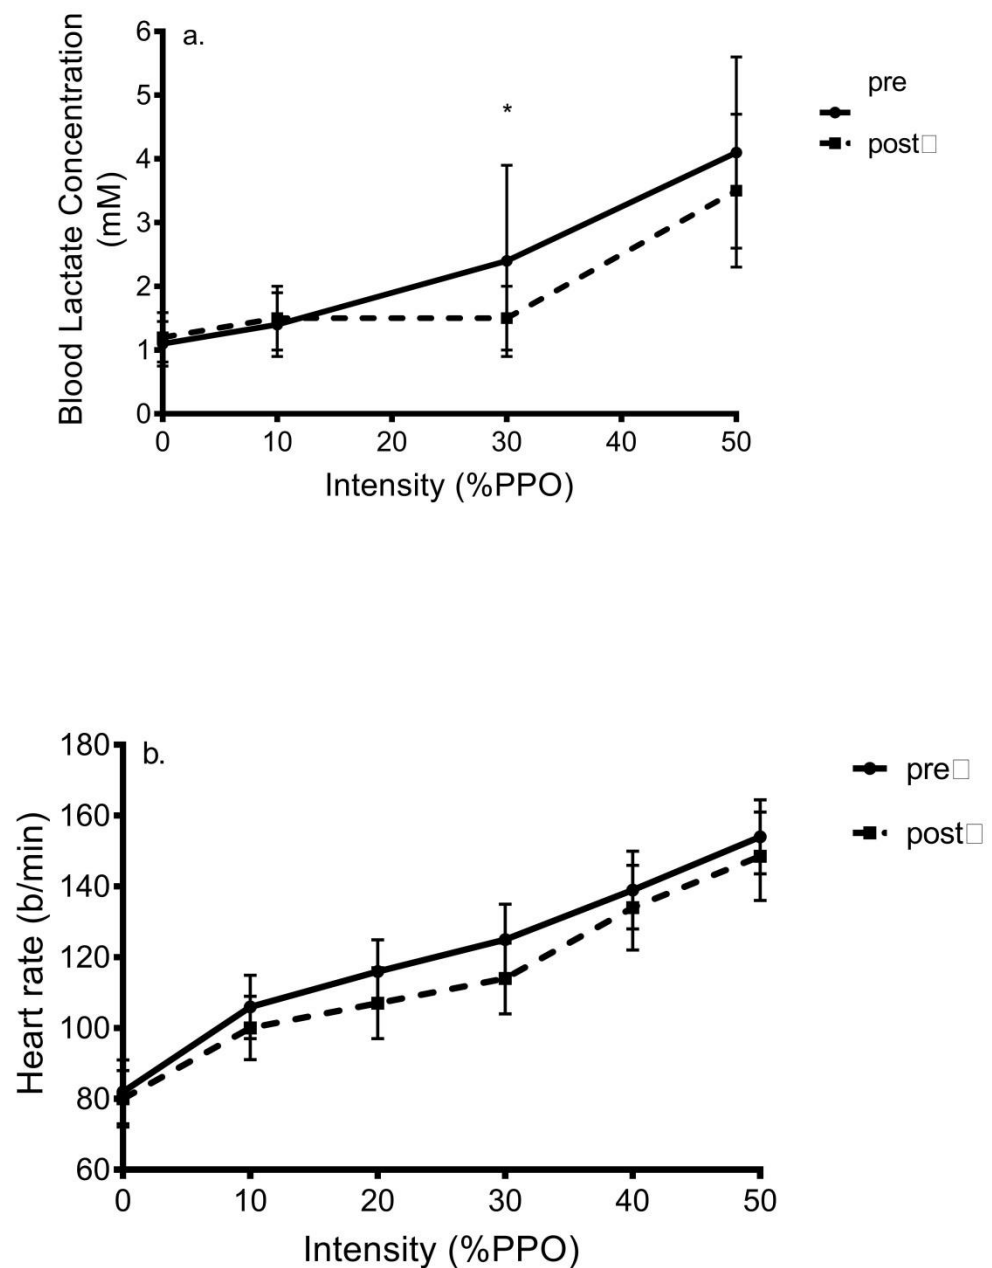 a.
Blood Lactate Concentration
(mM)
6
5
4
3
2
1
0
*
0 10 20 30 40 50
Intensity (%PPO)
pre
post□
b.
Heart rate (b/min)
180
160
140
120
100
80
60
0 10 20 30 40 50
Intensity (%PPO)
pre□
post□